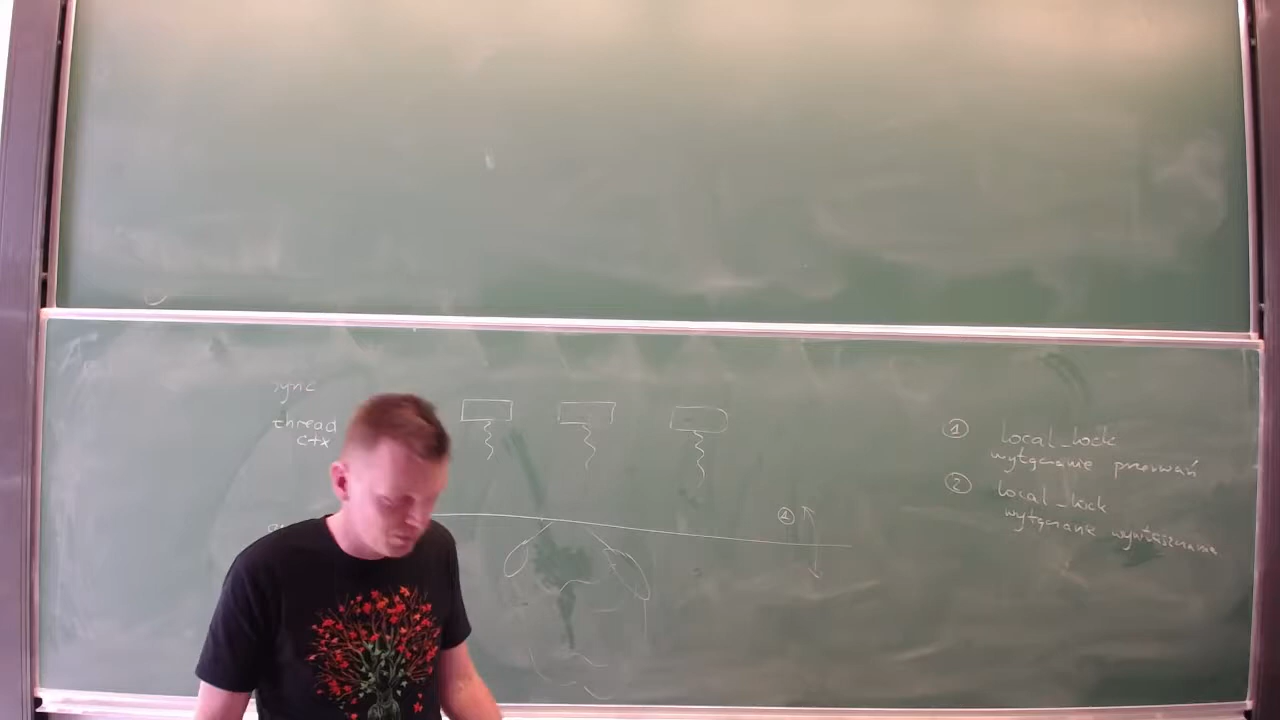 sync
thread
ctx
①
① local_lock
wyłączanie przerwań
② local_lock
wyłączanie wywłaszczania